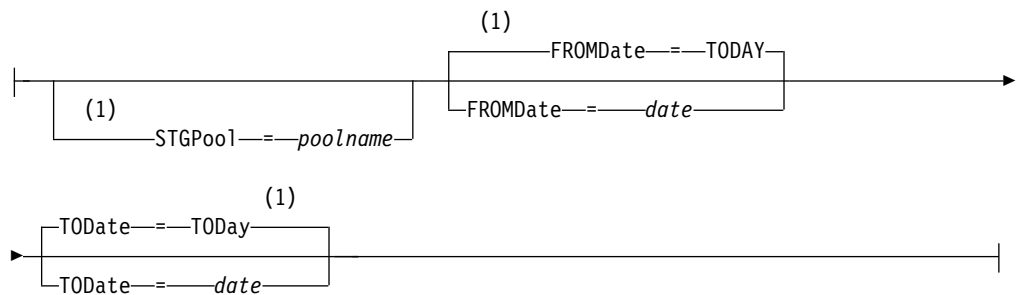 (1)
FROMDate = TODAY
(1)
FROMDate = date
STGPool = poolname
(1)
TODate = TODay
TODate = date